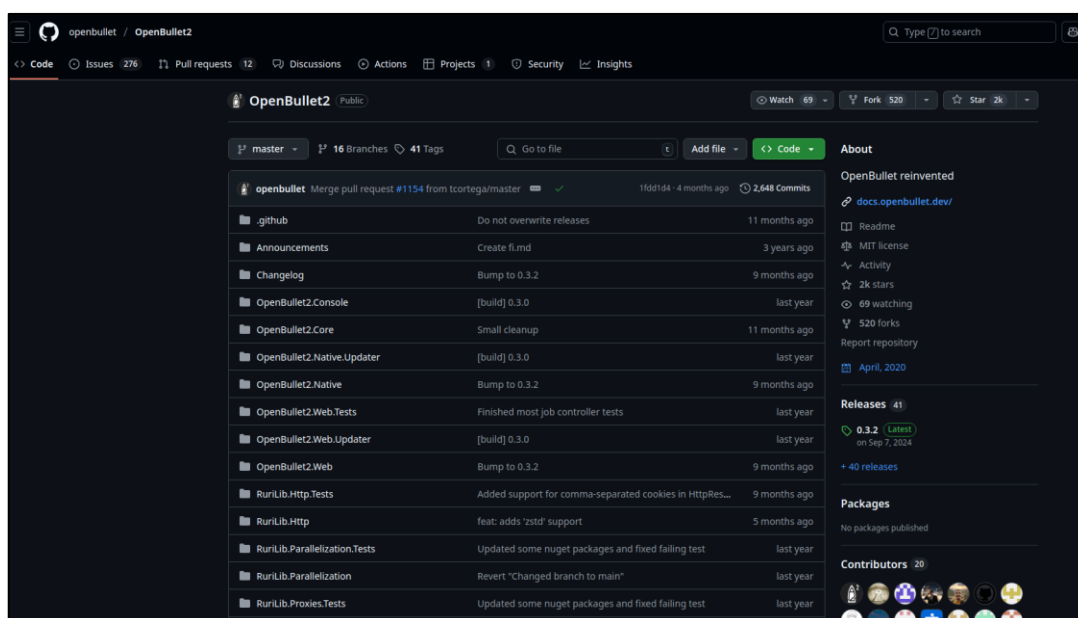 openbullet / OpenBullet2
Type / to search
Code Issues 276 Pull requests 12 Discussions Actions Projects 1 Security Insights
OpenBullet2 Public
Watch 69 Fork 520 Star 2k
master 16 Branches 41 Tags Go to file t Add file Code
openbullet Merge pull request #1154 from tcortega/master 1fdd1d4 · 4 months ago 2,648 Commits
.github Do not overwrite releases 11 months ago
Announcements Create fi.md 3 years ago
Changelog Bump to 0.3.2 9 months ago
OpenBullet2.Console [build] 0.3.0 last year
OpenBullet2.Core Small cleanup 11 months ago
OpenBullet2.Native.Updater [build] 0.3.0 last year
OpenBullet2.Native Bump to 0.3.2 9 months ago
OpenBullet2.Web.Tests Finished most job controller tests last year
OpenBullet2.Web.Updater [build] 0.3.0 last year
OpenBullet2.Web Bump to 0.3.2 9 months ago
RuriLib.Http.Tests Added support for comma-separated cookies in HttpRes... 9 months ago
RuriLib.Http feat: adds 'zstd' support 5 months ago
RuriLib.Parallelization.Tests Updated some nuget packages and fixed failing test last year
RuriLib.Parallelization Revert "Changed branch to main" last year
RuriLib.Proxies.Tests Updated some nuget packages and fixed failing test last year
About
OpenBullet reinvented
docs.openbullet.dev/
Readme
MIT license
Activity
2k stars
69 watching
520 forks
Report repository
April, 2020
Releases 41
0.3.2 Latest
on Sep 7, 2024
+ 40 releases
Packages
No packages published
Contributors 20